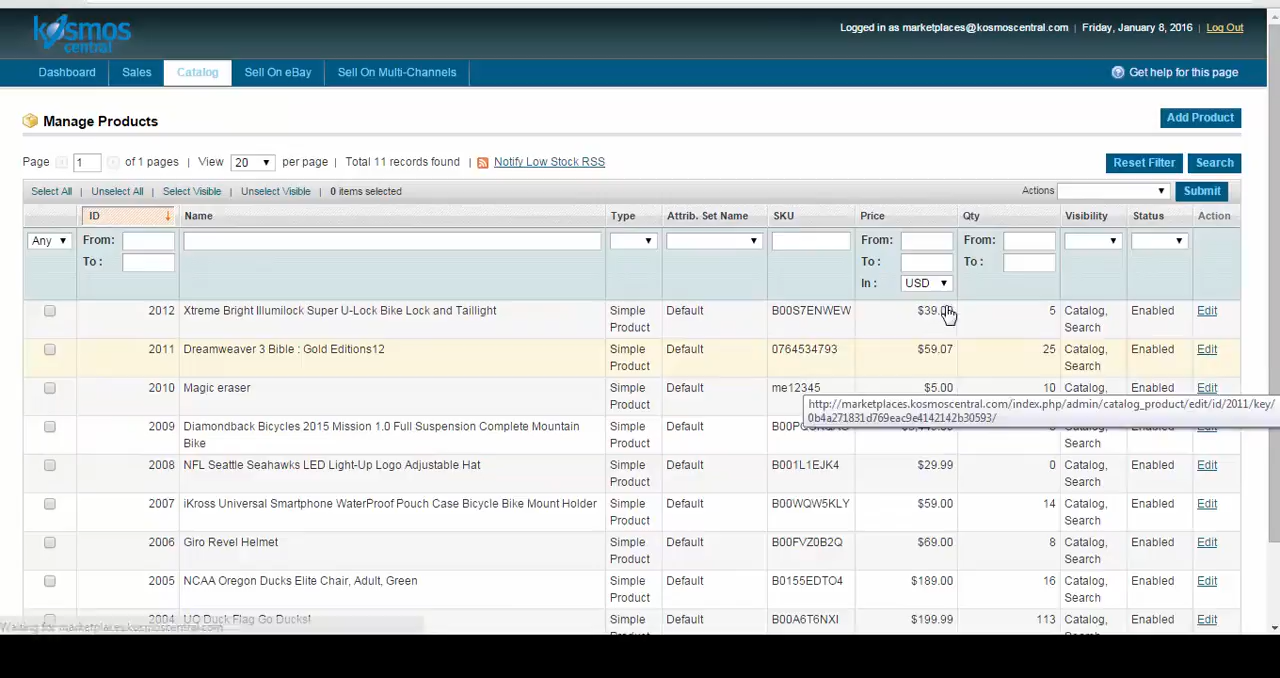 kosmos
central
Logged in as marketplaces@kosmoscentral.com | Friday, January 8, 2016 | Log Out
Dashboard Sales Catalog Sell On eBay Sell On Multi-Channels Get help for this page
Manage Products Add Product
Page 1 of 1 pages | View 20 per page | Total 11 records found | Notify Low Stock RSS Reset Filter Search
Select All | Unselect All | Select Visible | Unselect Visible | 0 items selected Actions Submit
ID Name Type Attrib. Set Name SKU Price Qty Visibility Status Action
Any From: From: From:
To : To : To :
In : USD
2012 Xtreme Bright Illumilock Super U-Lock Bike Lock and Taillight Simple Default B00S7ENWEW 5 Catalog, Enabled Edit
Product Search
2011 Dreamweaver 3 Bible : Gold Editions12 Simple Default 0764534793 $59.07 25 Catalog, Enabled Edit
Product Search
2010 Magic eraser Simple Default me12345 $5.00 10 Catalog, Enabled Edit
Product
http://marketplaces.kosmoscentral.com/index.php/admin/catalog_product/edit/id/2011/key/
0b4a271831d769eac9e4142142b30593/
2009 Diamondback Bicycles 2015 Mission 1.0 Full Suspension Complete Mountain Simple Default Catalog, Enabled Edit
Bike Product Search
2008 NFL Seattle Seahawks LED Light-Up Logo Adjustable Hat Simple Default B001L1EJK4 $29.99 0 Catalog, Enabled Edit
Product Search
2007 iKross Universal Smartphone WaterProof Pouch Case Bicycle Bike Mount Holder Simple Default B00WQW5KLY $59.00 14 Catalog, Enabled Edit
Product Search
2006 Giro Revel Helmet Simple Default B00FVZ0B2Q $69.00 8 Catalog, Enabled Edit
Product Search
2005 NCAA Oregon Ducks Elite Chair, Adult, Green Simple Default B0155EDTO4 $189.00 16 Catalog, Enabled Edit
Product Search
2004 UO Duck Flag Go Ducks! Simple Default B00A6T6NXI $199.99 113 Catalog, Enabled Edit
Waiting for marketplaces.kosmoscentral.com...